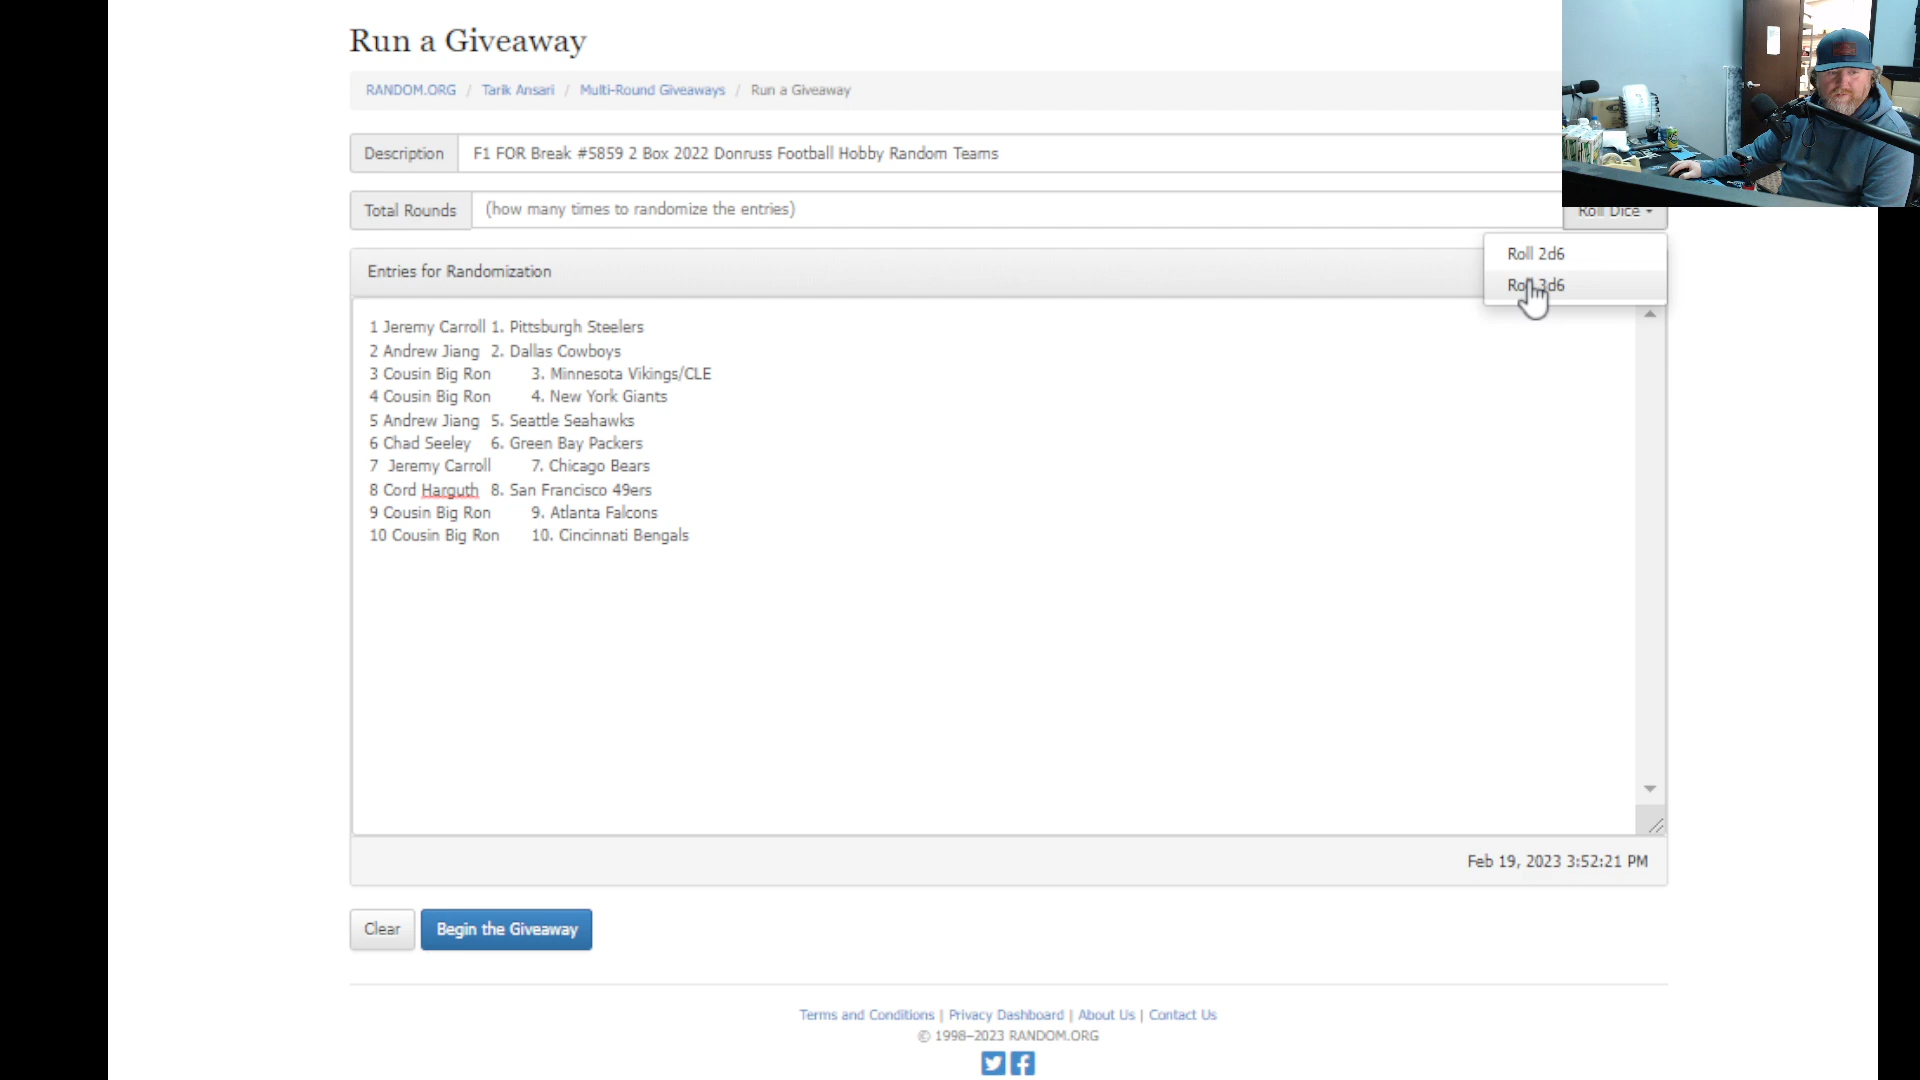 Run a Giveaway
RANDOM.ORG / Tarik Ansari / Multi-Round Giveaways / Run a Giveaway
Description F1 FOR Break #5859 2 Box 2022 Donruss Football Hobby Random Teams
Total Rounds (how many times to randomize the entries) Roll Dice
Roll 2d6
Roll 3d6
Entries for Randomization
1 Jeremy Carroll 1. Pittsburgh Steelers
2 Andrew Jiang 2. Dallas Cowboys
3 Cousin Big Ron 3. Minnesota Vikings/CLE
4 Cousin Big Ron 4. New York Giants
5 Andrew Jiang 5. Seattle Seahawks
6 Chad Seeley 6. Green Bay Packers
7 Jeremy Carroll 7. Chicago Bears
8 Cord Harguth 8. San Francisco 49ers
9 Cousin Big Ron 9. Atlanta Falcons
10 Cousin Big Ron 10. Cincinnati Bengals
Feb 19, 2023 3:52:21 PM
Clear Begin the Giveaway
Terms and Conditions | Privacy Dashboard | About Us | Contact Us
© 1998–2023 RANDOM.ORG